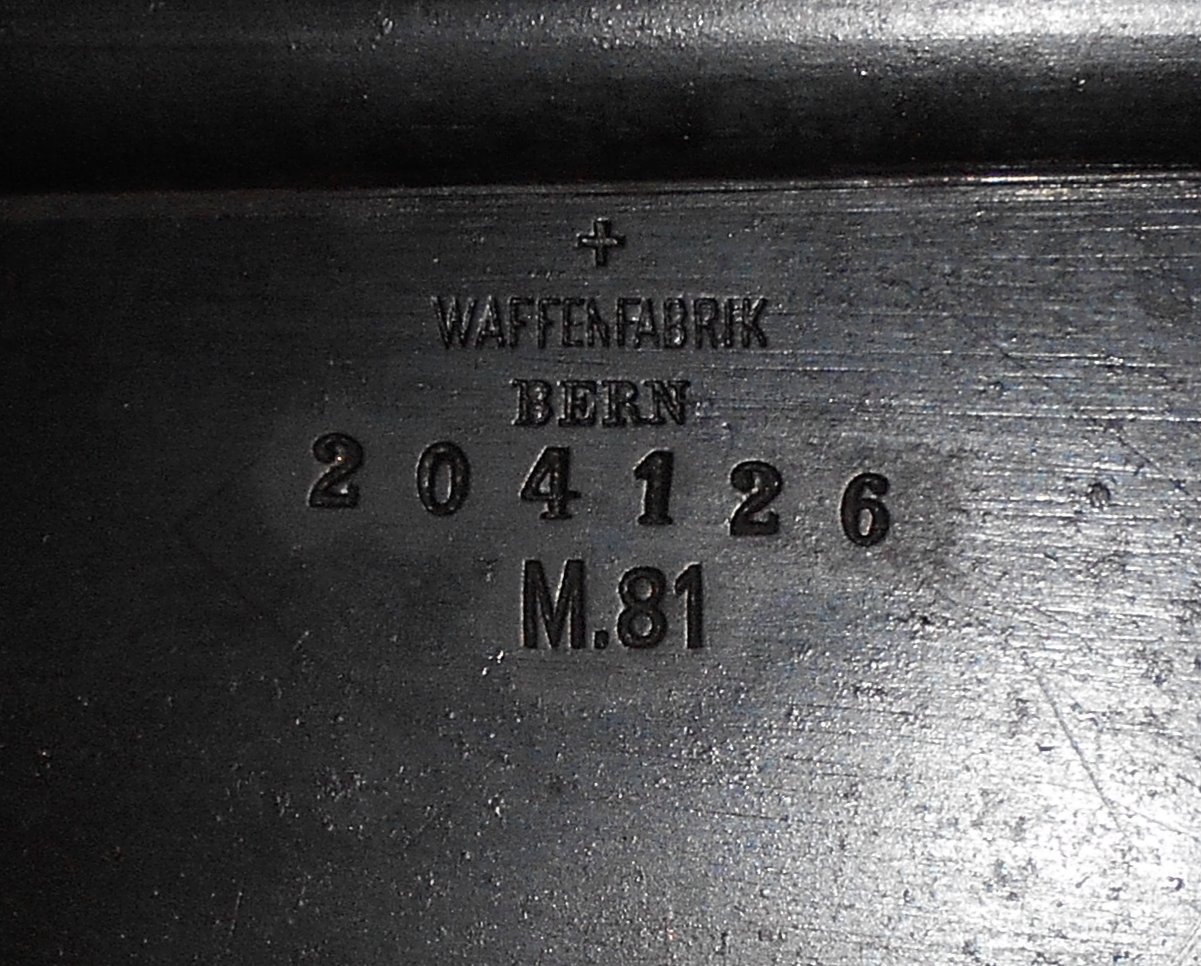 +
WAFFENFABRIK
BERN
204126
M.81